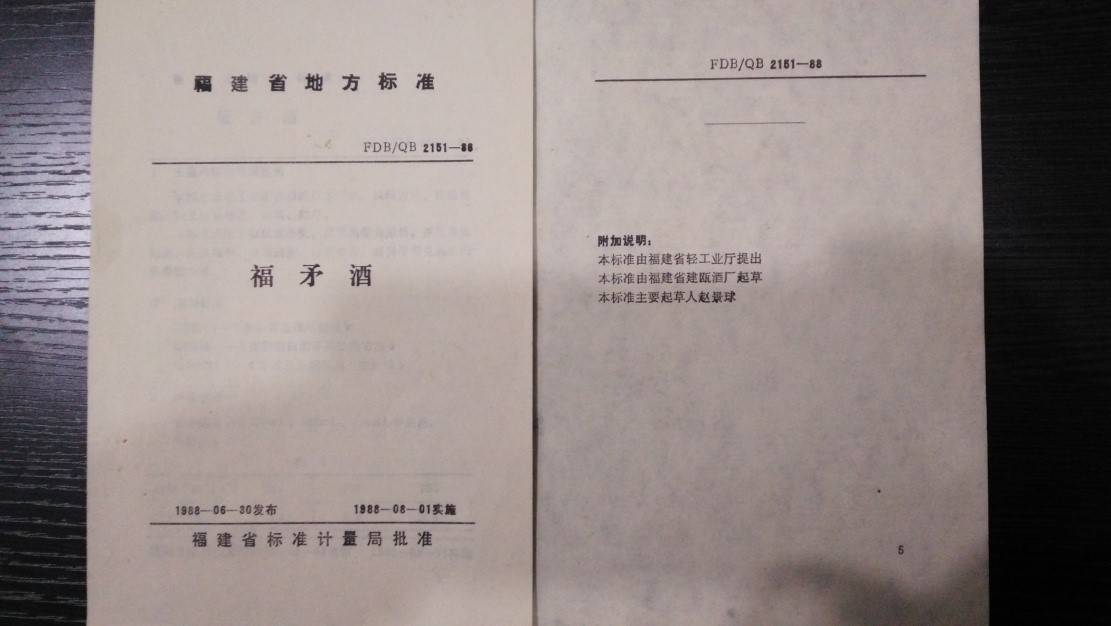 福建省地方标准
FDB/QB 2151—88
福矛酒
1988—06—30发布 1988—08—01实施
福建省标准计量局批准
FDB/QB 2151—88
附加说明：
本标准由福建省轻工业厅提出
本标准由福建省建瓯酒厂起草
本标准主要起草人赵景球
5